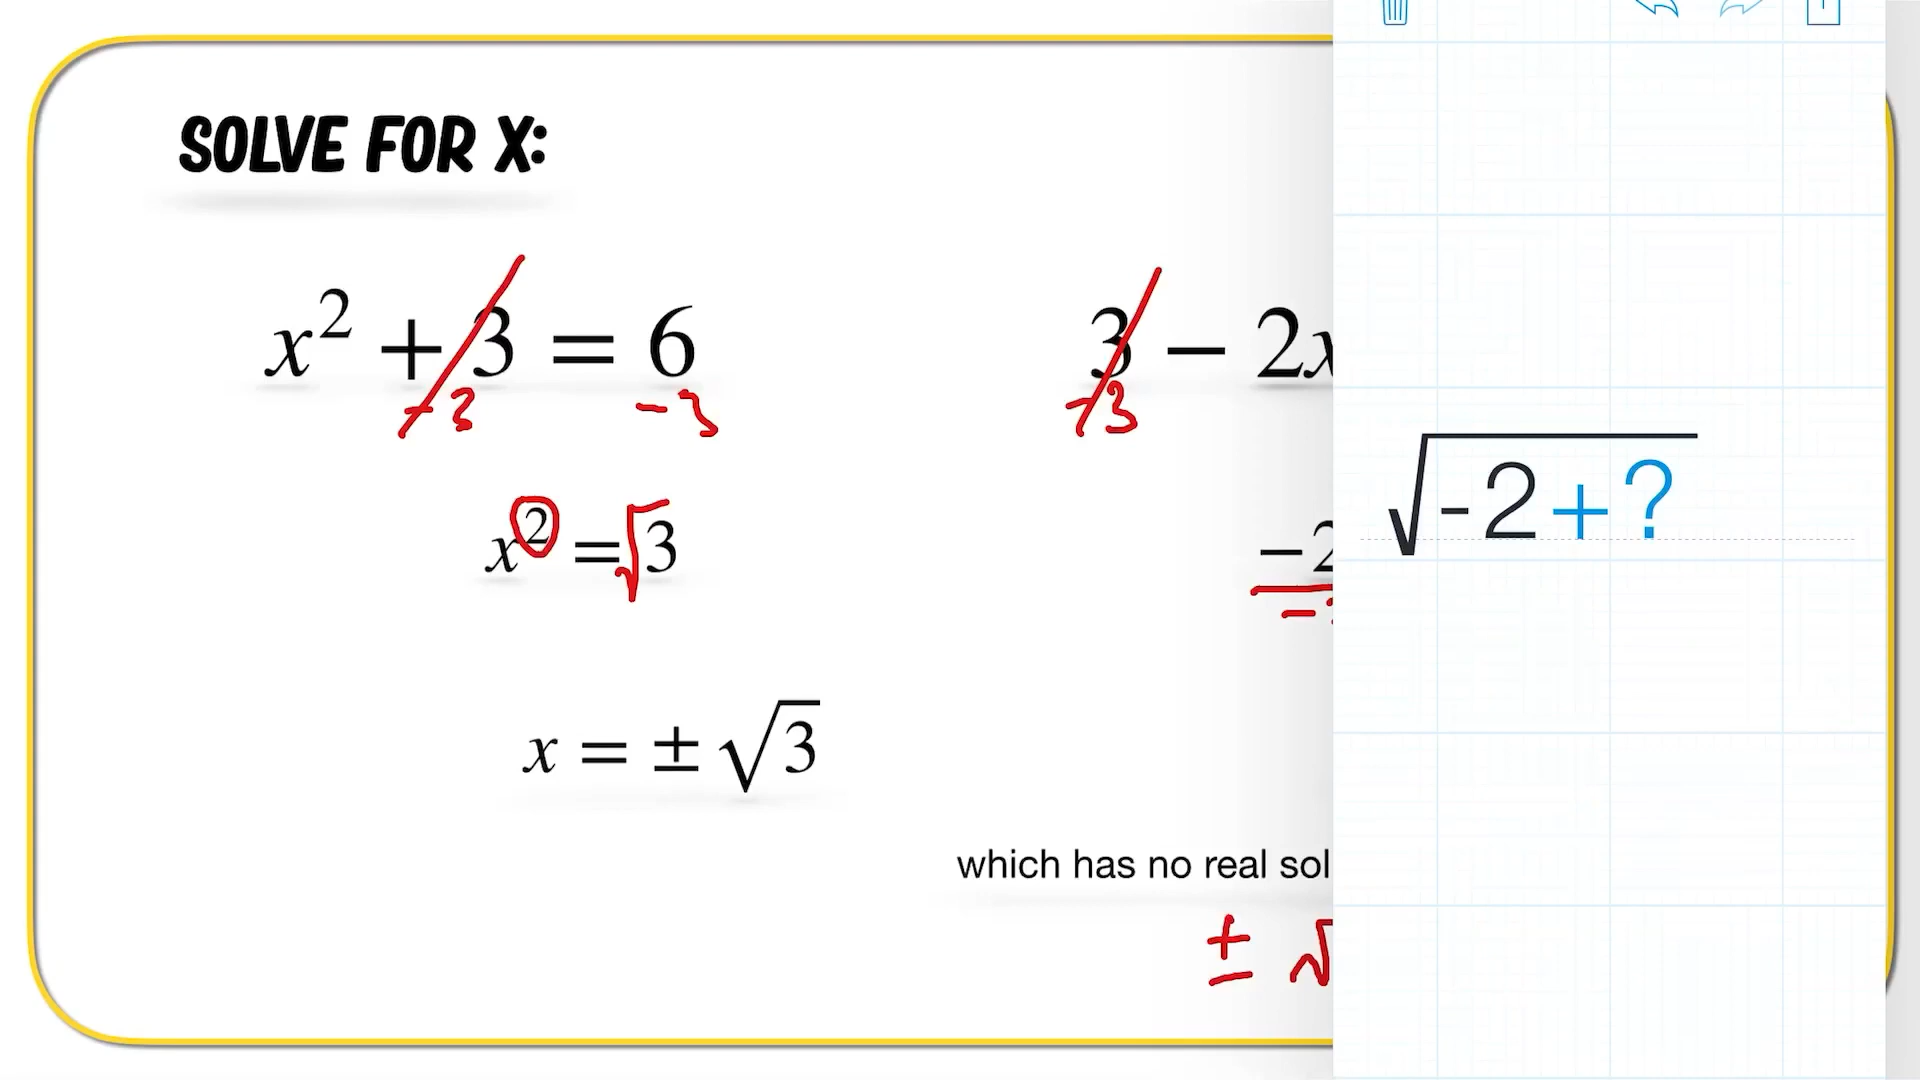 SOLVE FOR X:
x² + 3 = 6
-3 -3
x² = √3
x = ± √3
3 − 2x
-3
−2
−
which has no real sol
± √
√-2+?